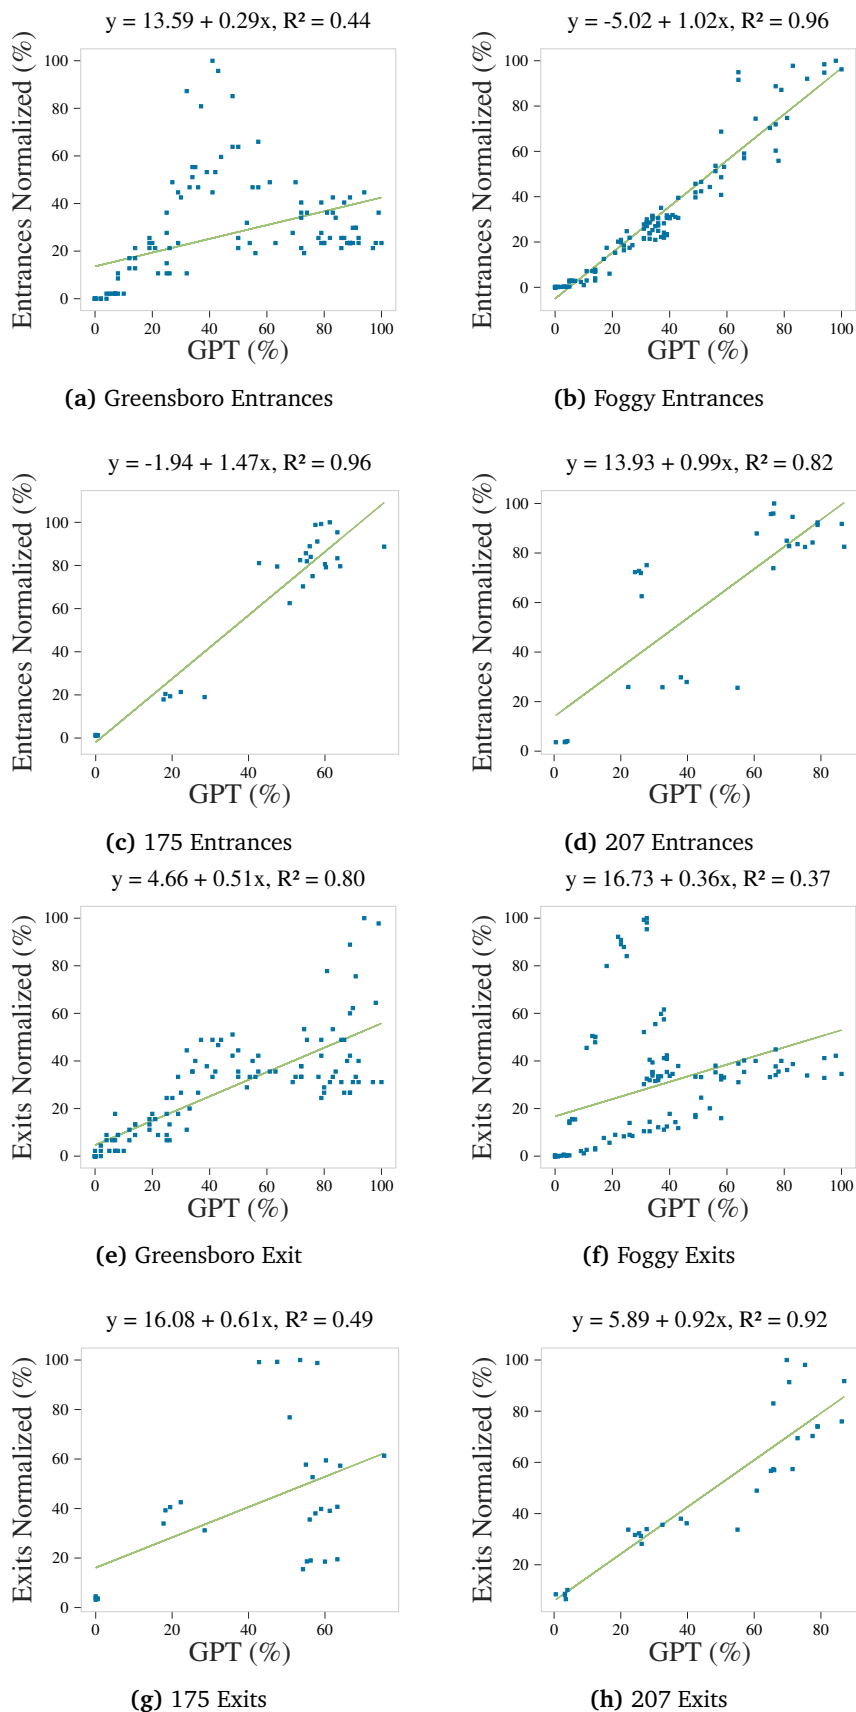 y = 13.59 + 0.29x, R² = 0.44
Entrances Normalized (%)
100
80
60
40
20
0
0 20 40 60 80 100
GPT (%)
(a) Greensboro Entrances
y = -5.02 + 1.02x, R² = 0.96
Entrances Normalized (%)
100
80
60
40
20
0
0 20 40 60 80 100
GPT (%)
(b) Foggy Entrances
y = -1.94 + 1.47x, R² = 0.96
Entrances Normalized (%)
100
80
60
40
20
0
0 20 40 60
GPT (%)
(c) 175 Entrances
y = 13.93 + 0.99x, R² = 0.82
Entrances Normalized (%)
100
80
60
40
20
0
0 20 40 60 80
GPT (%)
(d) 207 Entrances
y = 4.66 + 0.51x, R² = 0.80
Exits Normalized (%)
100
80
60
40
20
0
0 20 40 60 80 100
GPT (%)
(e) Greensboro Exit
y = 16.73 + 0.36x, R² = 0.37
Exits Normalized (%)
100
80
60
40
20
0
0 20 40 60 80 100
GPT (%)
(f) Foggy Exits
y = 16.08 + 0.61x, R² = 0.49
Exits Normalized (%)
100
80
60
40
20
0
0 20 40 60
GPT (%)
(g) 175 Exits
y = 5.89 + 0.92x, R² = 0.92
Exits Normalized (%)
100
80
60
40
20
0 20 40 60 80
GPT (%)
(h) 207 Exits